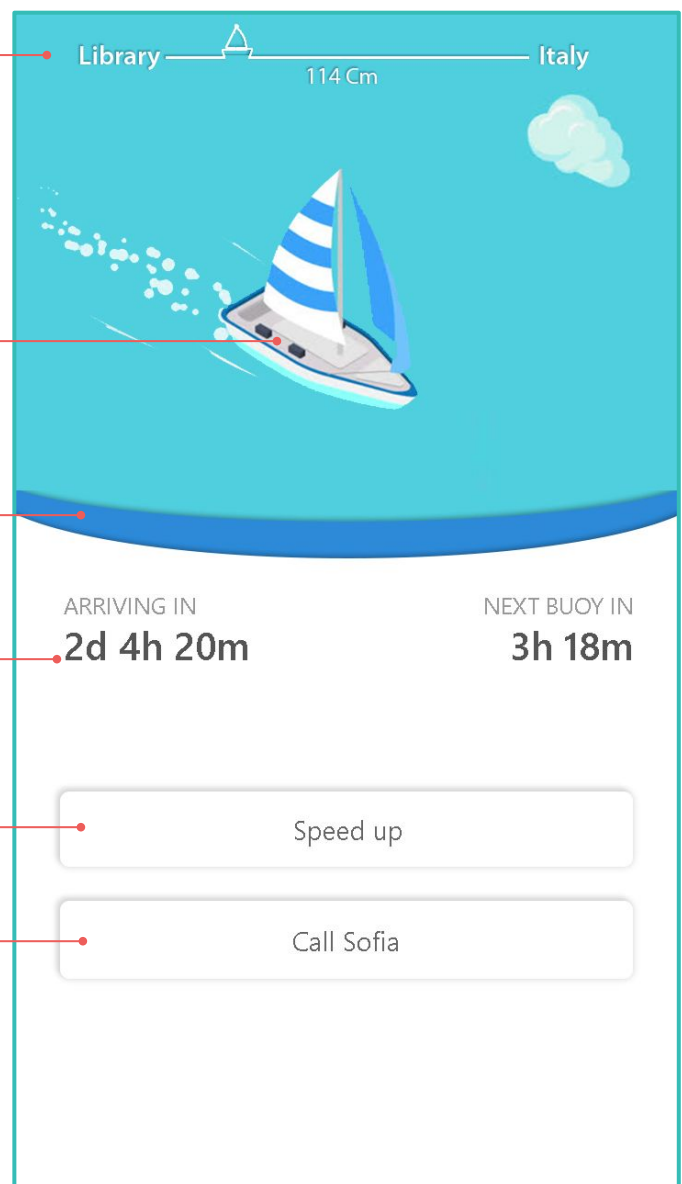 Library
Italy
114 Cm
ARRIVING IN
NEXT BUOY IN
2d 4h 20m
3h 18m
Speed up
Call Sofia